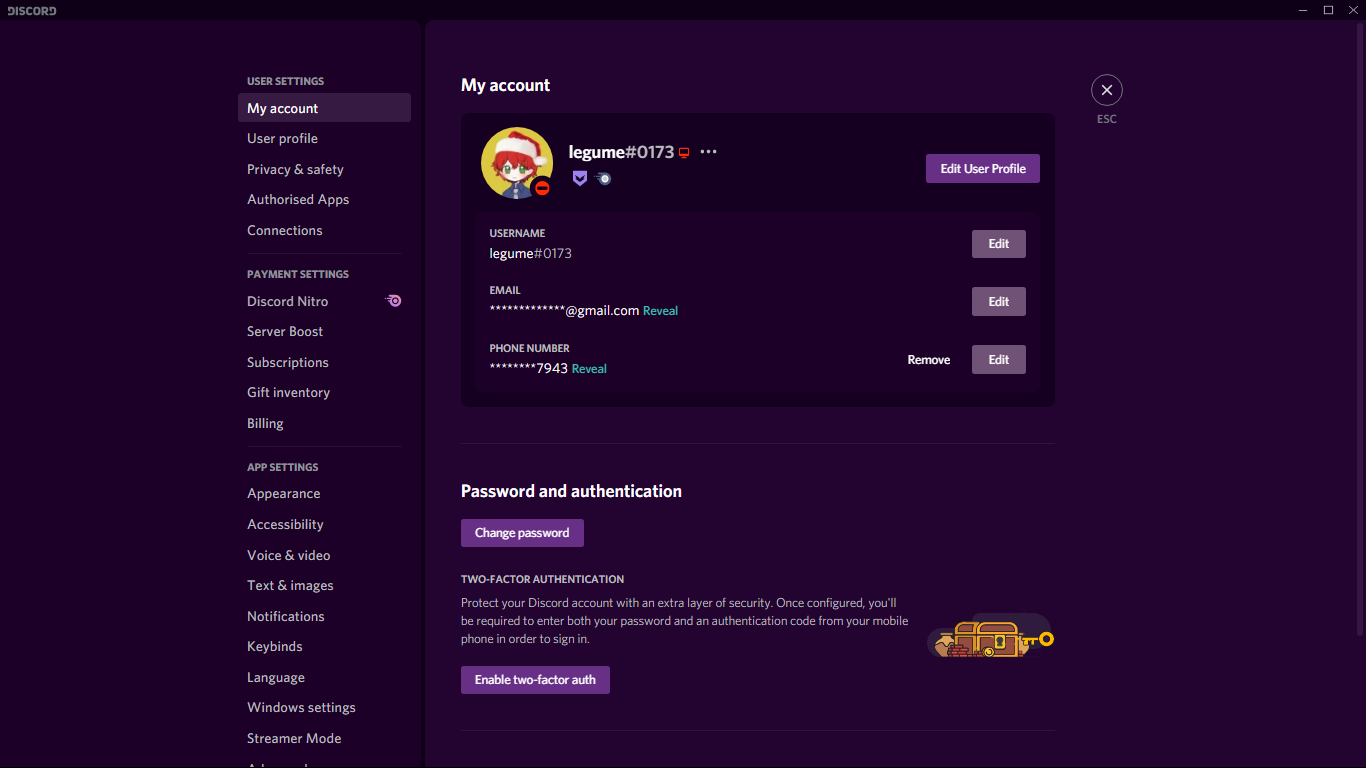 DISCORD
USER SETTINGS
My account
User profile
Privacy & safety
Authorised Apps
Connections
PAYMENT SETTINGS
Discord Nitro
Server Boost
Subscriptions
Gift inventory
Billing
APP SETTINGS
Appearance
Accessibility
Voice & video
Text & images
Notifications
Keybinds
Language
Windows settings
Streamer Mode
My account
ESC
legume#0173
Edit User Profile
USERNAME
legume#0173
Edit
EMAIL
*************@gmail.com Reveal
Edit
PHONE NUMBER
********7943 Reveal
Remove
Edit
Password and authentication
Change password
TWO-FACTOR AUTHENTICATION
Protect your Discord account with an extra layer of security. Once configured, you'll
be required to enter both your password and an authentication code from your mobile
phone in order to sign in.
Enable two-factor auth